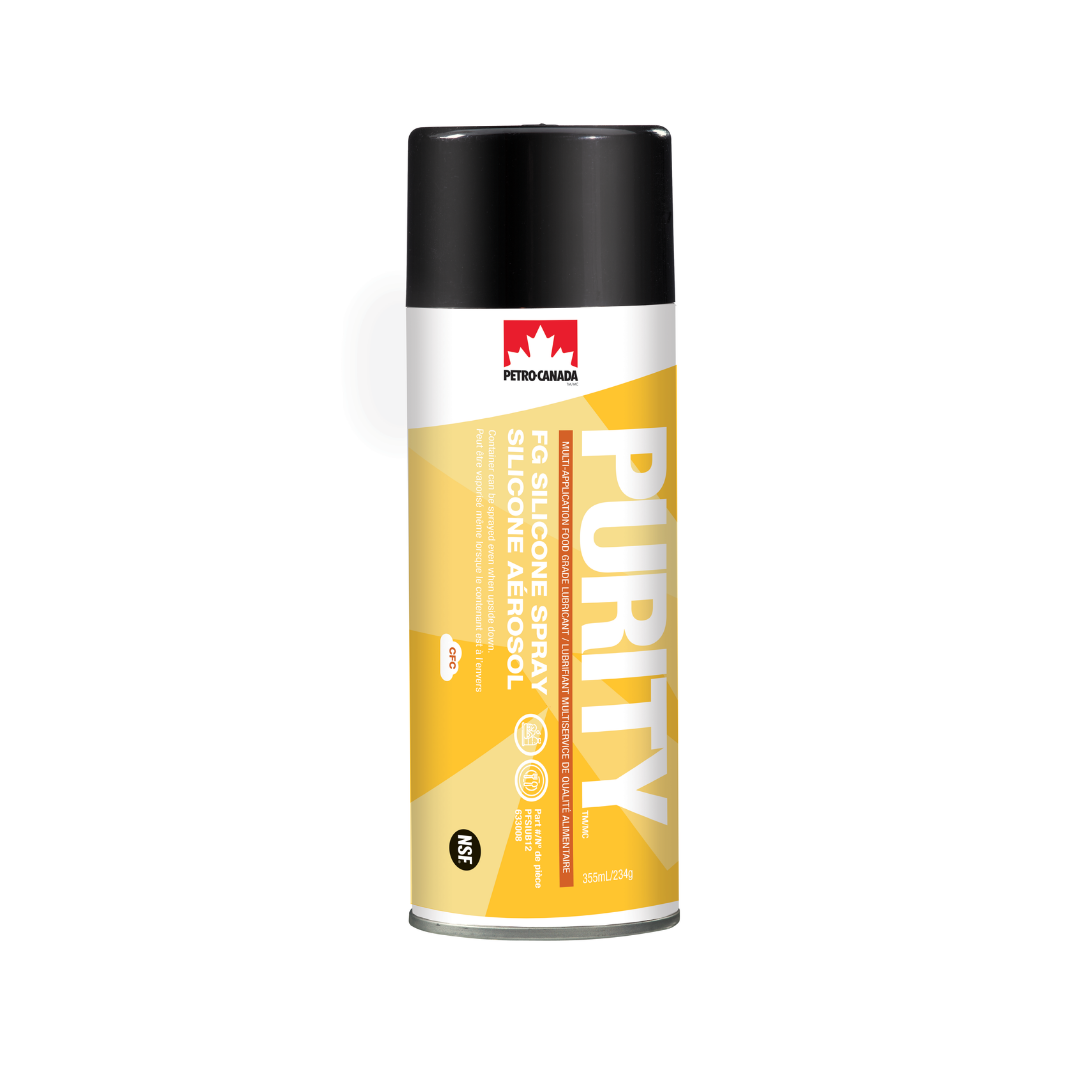 PETRO-CANADA
PURITY TM/MC
355mL/234g
MULTI-APPLICATION FOOD GRADE LUBRICANT / LUBRIFIANT MULTISERVICE DE QUALITÉ ALIMENTAIRE
FG SILICONE SPRAY
SILICONE AÉROSOL
Container can be sprayed even when upside down.
Peut être vaporisé même lorsque le contenant est à l'envers
CFC
Part #/Nº de pièce
PFSIUB12
633008
NSF